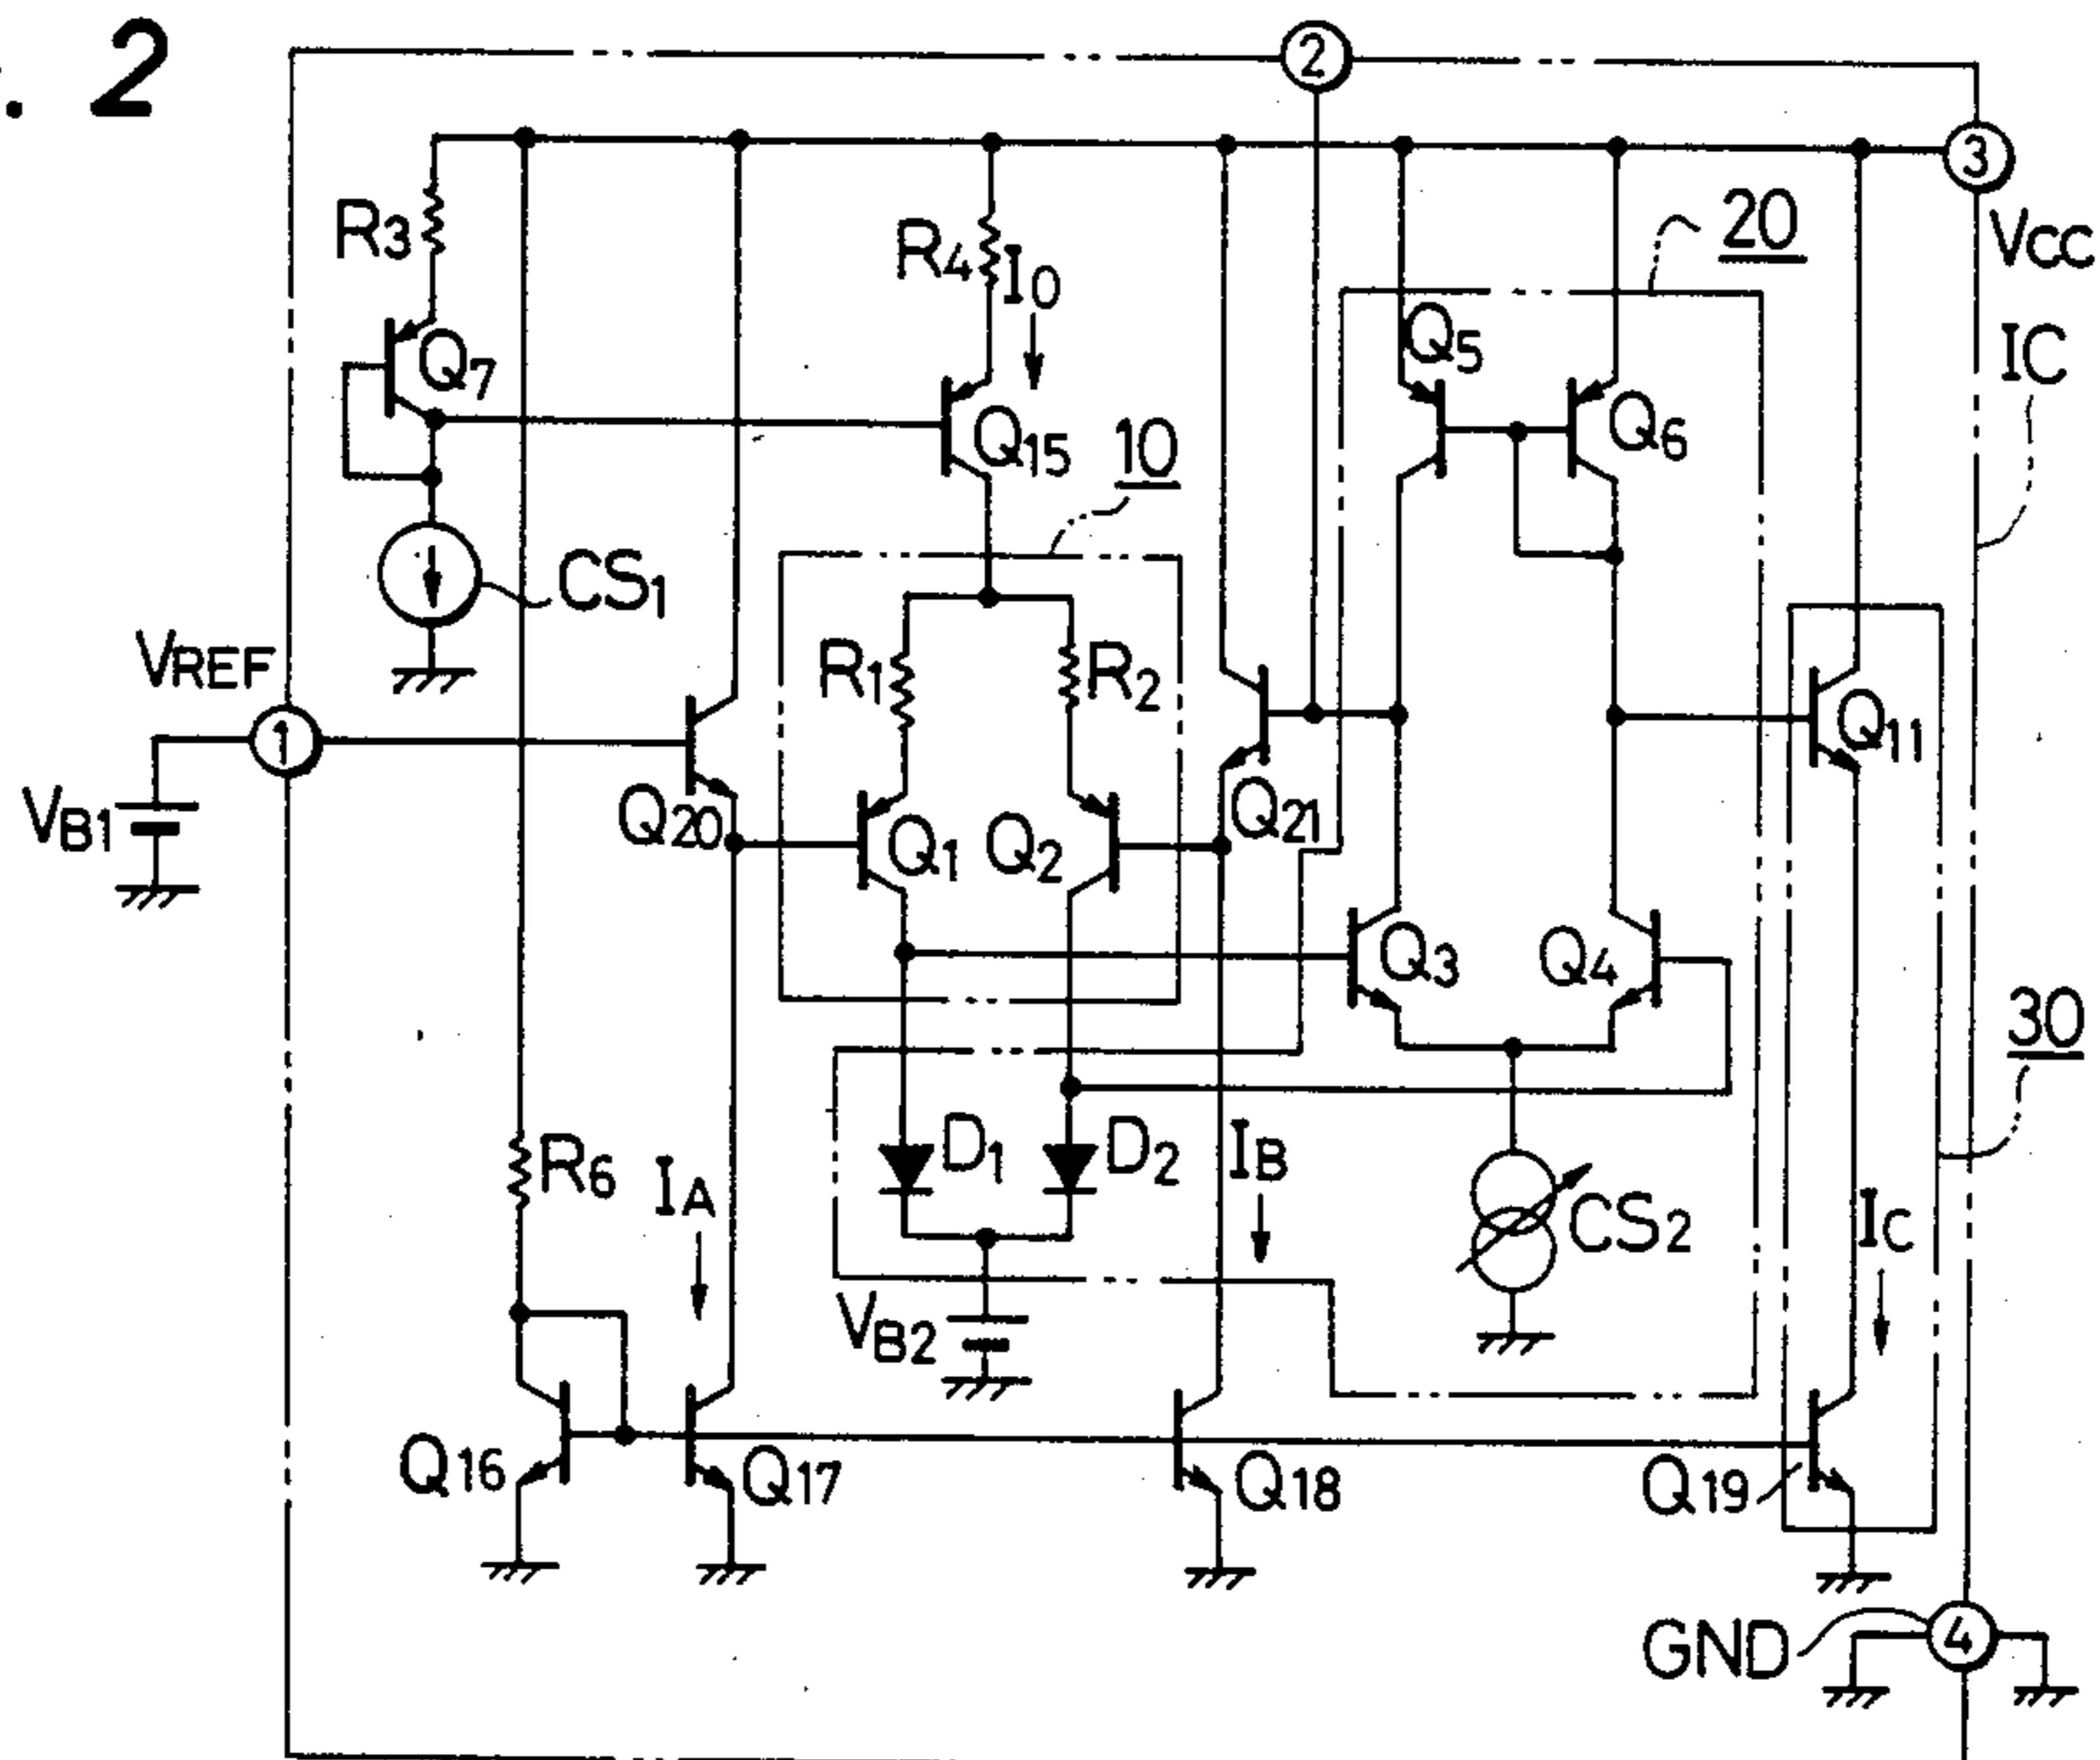 . 2
2
3
VCC
R3
R4
IO
20
IC
Q7
Q5
Q6
Q15
10
CS1
VREF
1
R1
R2
Q11
VB1
Q20
Q1
Q2
Q21
Q3
Q4
30
R6
IA
D1
D2
IB
CS2
IC
VB2
Q16
Q17
Q18
Q19
GND
4